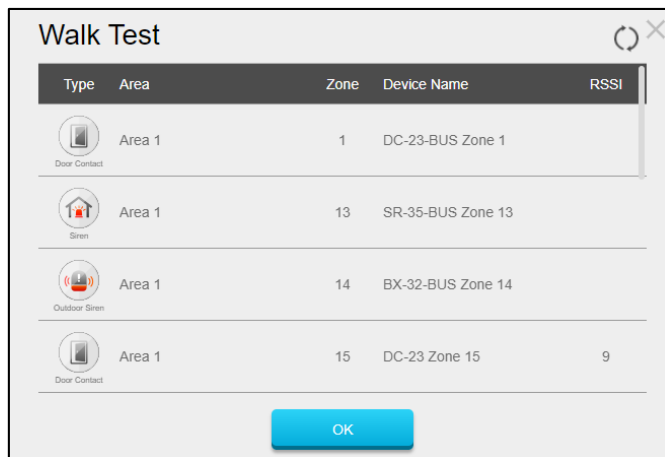 Walk Test
Type Area Zone Device Name RSSI
Area 1 1 DC-23-BUS Zone 1
Door Contact
Area 1 13 SR-35-BUS Zone 13
Siren
Area 1 14 BX-32-BUS Zone 14
Outdoor Siren
Area 1 15 DC-23 Zone 15 9
Door Contact
OK